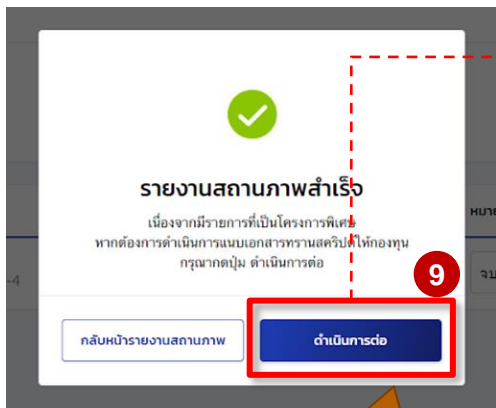 รายงานสถานภาพสำเร็จ
เนื่องจากมีรายการที่เป็นโครงการพิเศษ
หากต้องการดำเนินการแนบเอกสารทรานสคริปต์ให้กองทุน
กรุณากดปุ่ม ดำเนินการต่อ
9
กลับหน้ารายงานสถานภาพ
ดำเนินการต่อ
-4